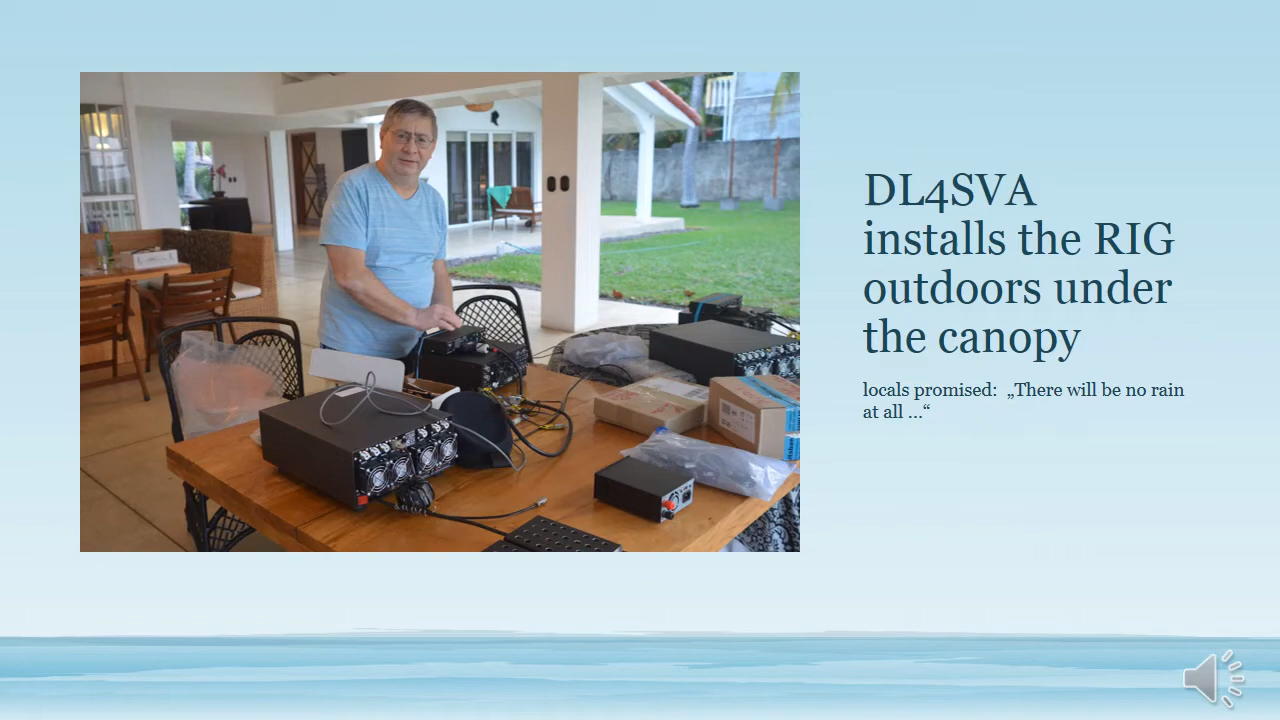 DL4SVA
installs the RIG
outdoors under
the canopy
locals promised:  „There will be no rain
at all ...“